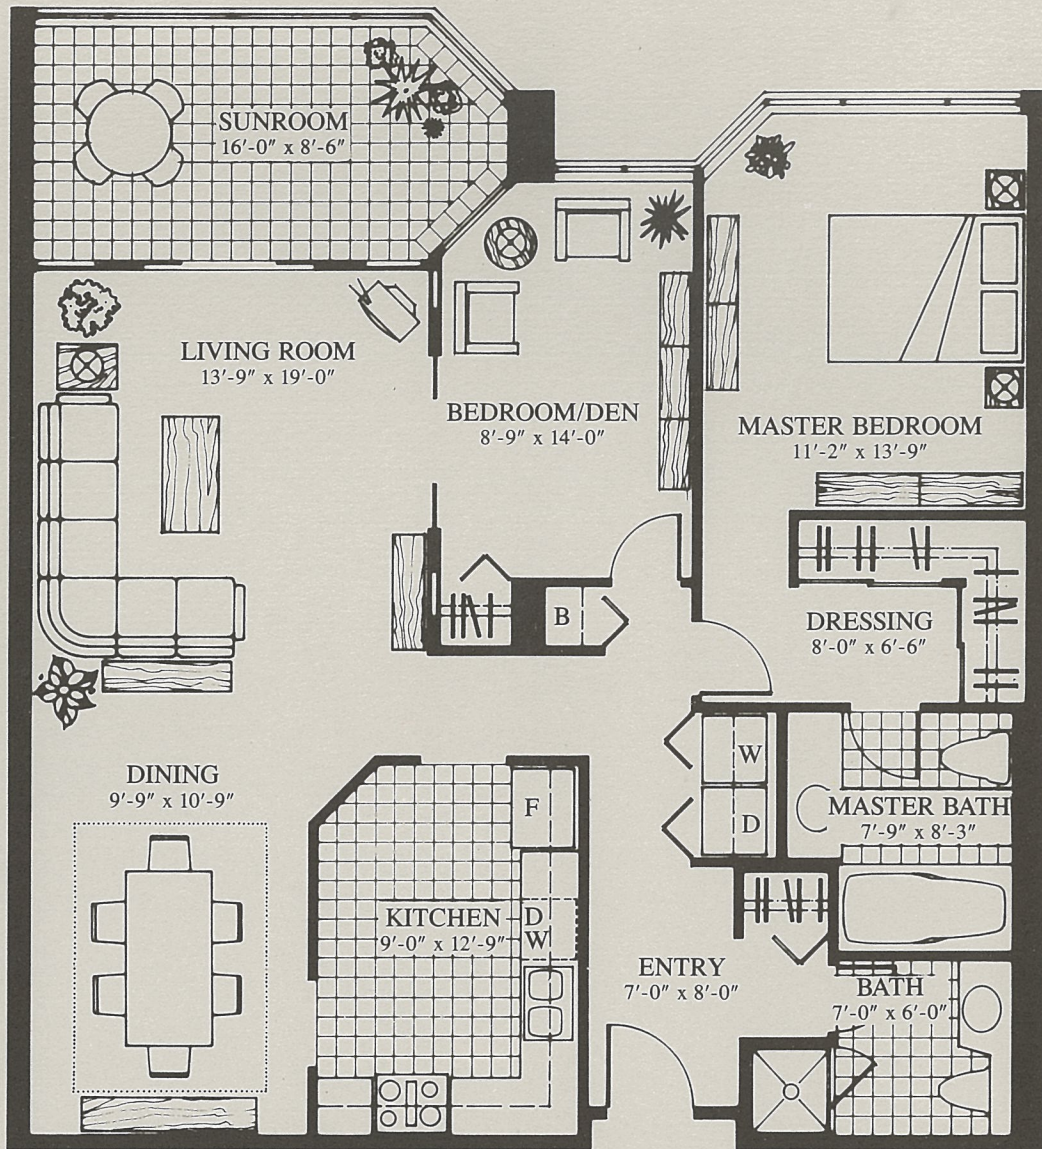 SUNROOM
16'-0" x 8'-6"
LIVING ROOM
13'-9" x 19'-0"
BEDROOM/DEN
8'-9" x 14'-0"
MASTER BEDROOM
11'-2" x 13'-9"
B
DRESSING
8'-0" x 6'-6"
DINING
9'-9" x 10'-9"
F
W
D
MASTER BATH
7'-9" x 8'-3"
KITCHEN
9'-0" x 12'-9"
D
W
ENTRY
7'-0" x 8'-0"
BATH
7'-0" x 6'-0"